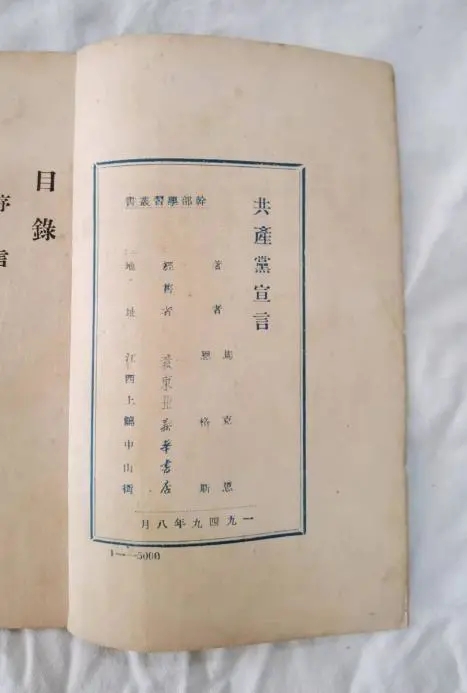 幹部學習叢書
共產黨宣言
著者 馬克思
恩格斯
經售者 東北新華書店
地址 江西上饒中山街
一九四九年八月
1—5000
目錄
序言